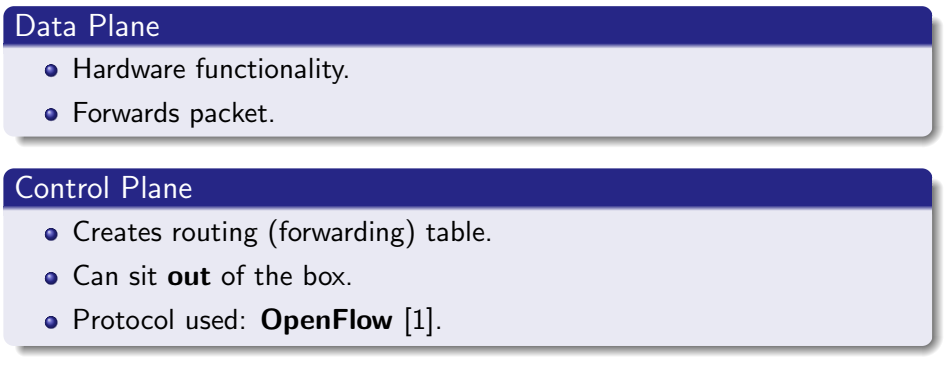 Data Plane
Hardware functionality.
Forwards packet.
Control Plane
Creates routing (forwarding) table.
Can sit out of the box.
Protocol used: OpenFlow [1].